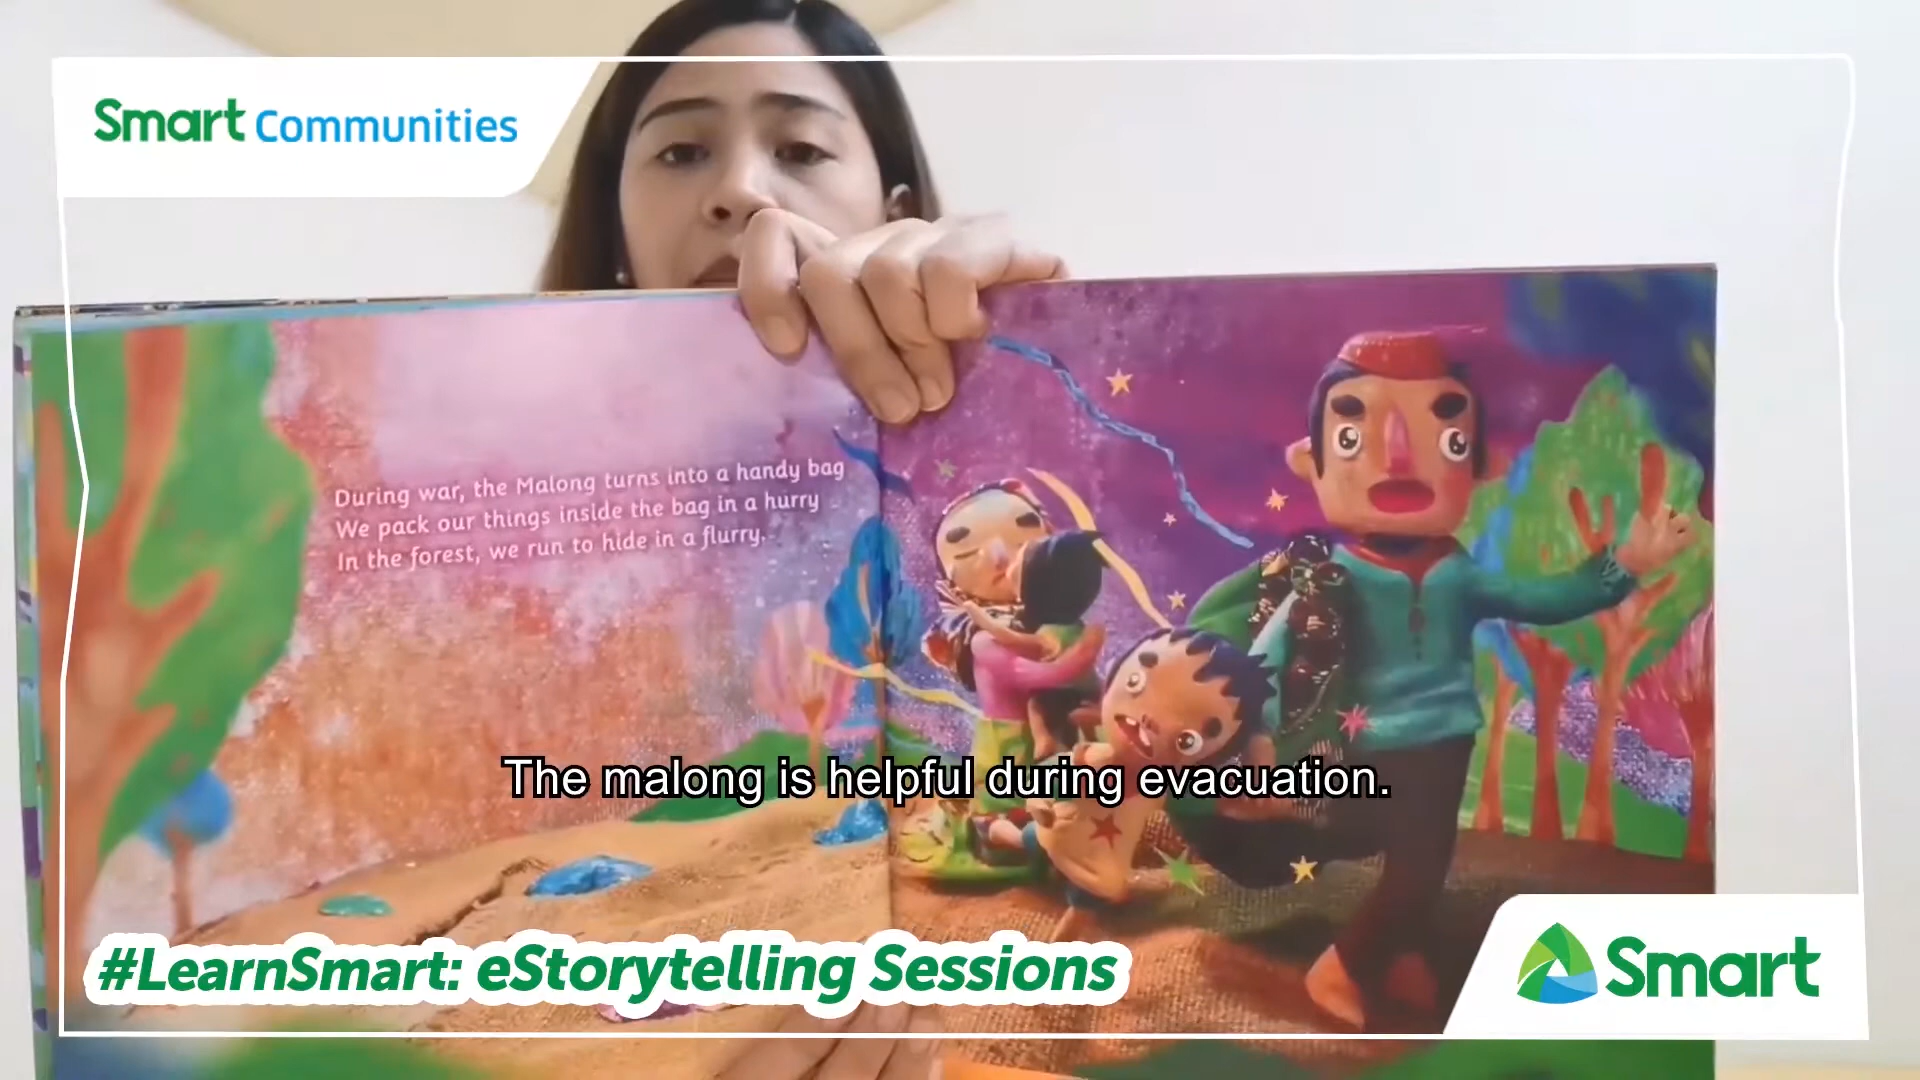 Smart Communities
During war, the Malong turns into a handy bag
We pack our things inside the bag in a hurry
In the forest, we run to hide in a flurry.
The malong is helpful during evacuation.
#LearnSmart: eStorytelling Sessions
Smart